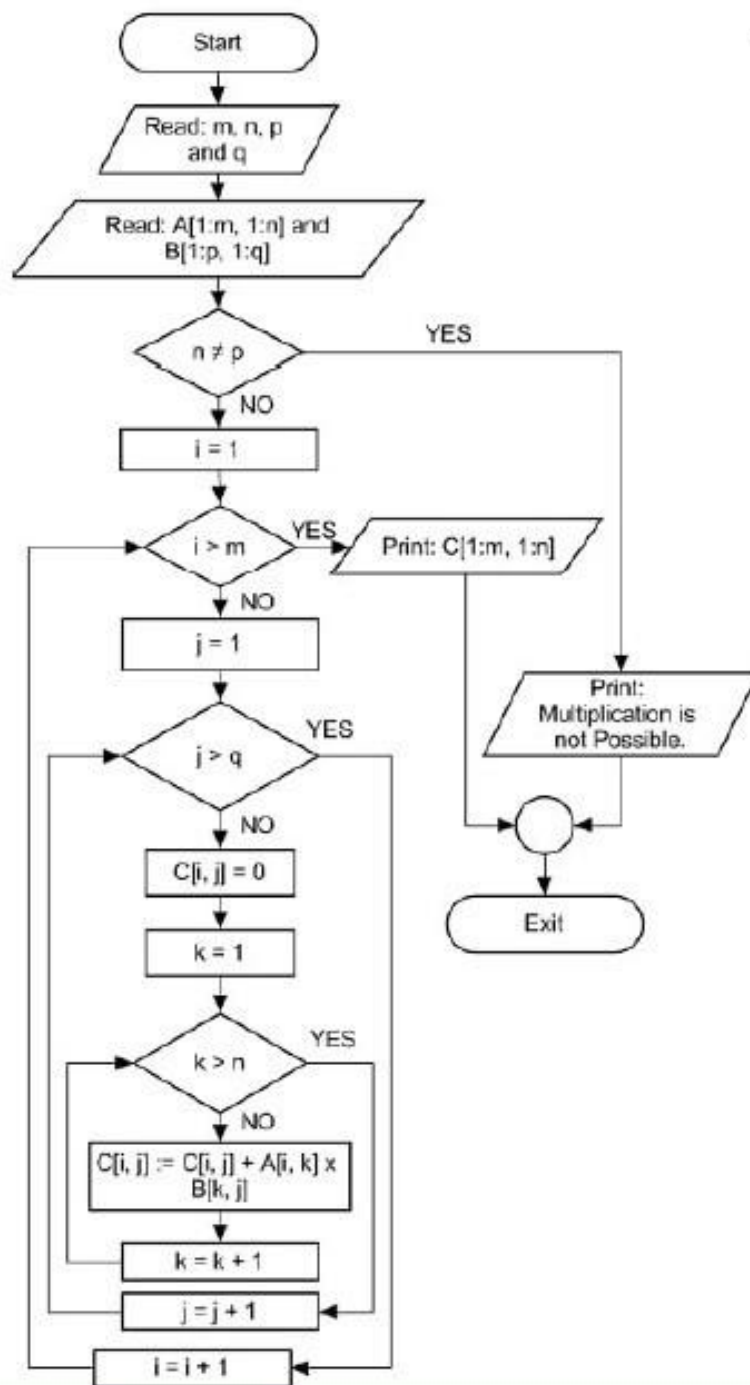 Start
Read: m, n, p
and q
Read: A[1:m, 1:n] and
B[1:p, 1:q]
n ≠ p
YES
NO
i = 1
i > m
YES
Print: C[1:m, 1:n]
NO
j = 1
Print:
Multiplication is
not Possible.
j > q
YES
NO
C[i, j] = 0
Exit
k = 1
k > n
YES
NO
C[i, j] := C[i, j] + A[i, k] x
B[k, j]
k = k + 1
j = j + 1
i = i + 1